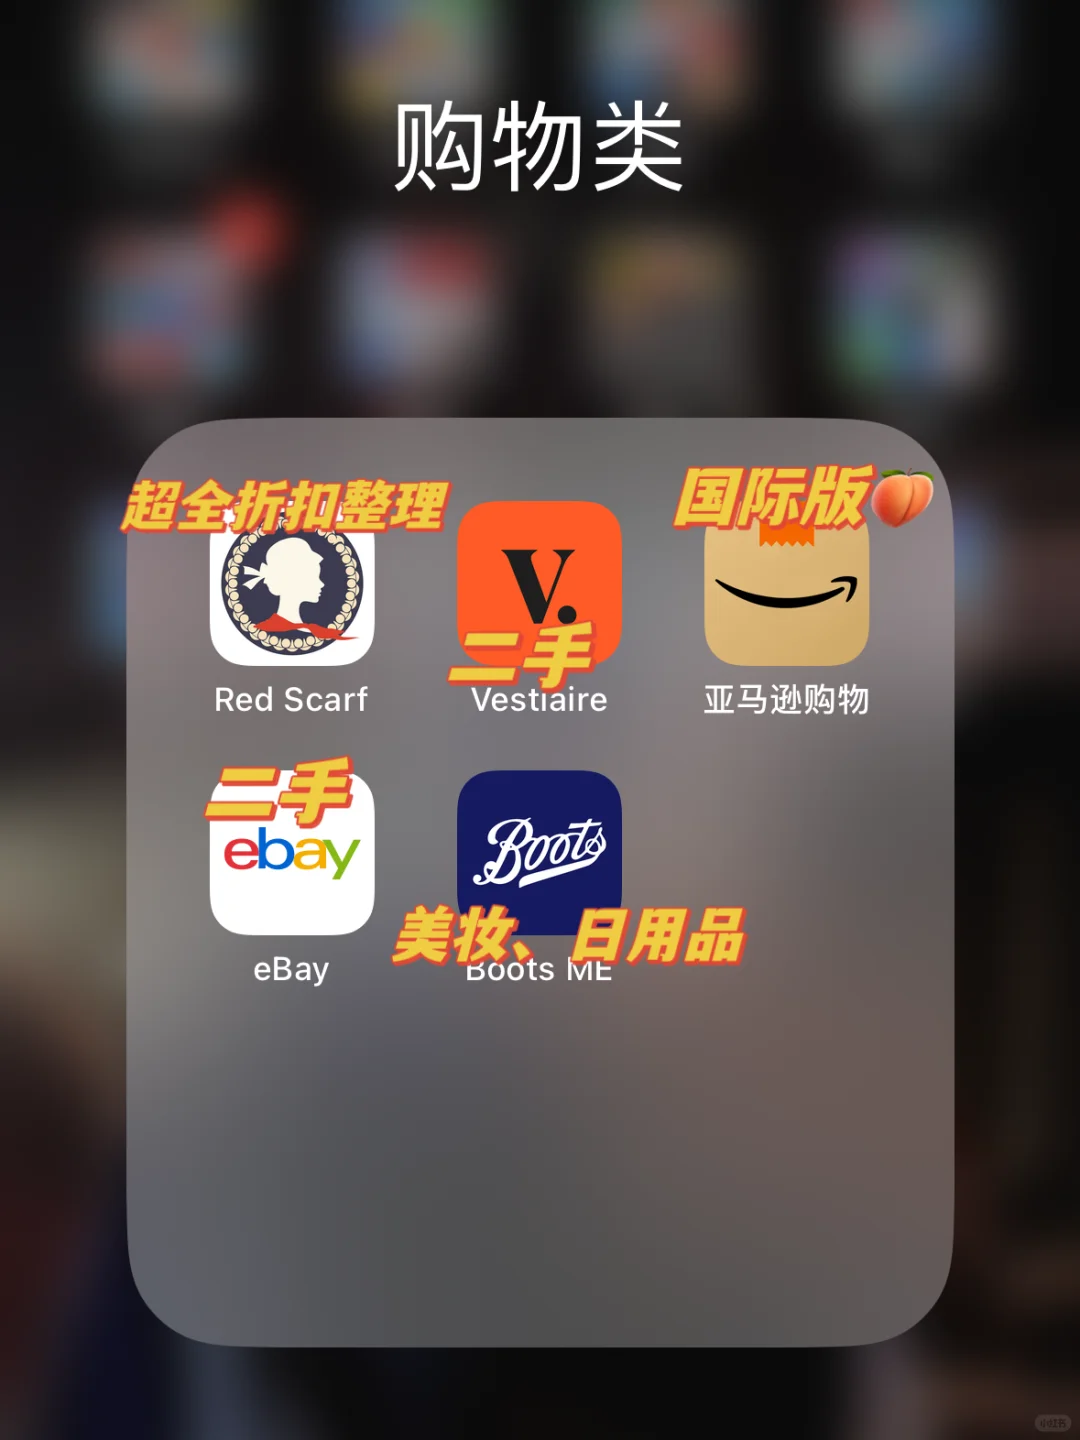 购物类
超全折扣整理
国际版🍑
V.
二手
Red Scarf
Vestiaire
亚马逊购物
二手
ebay
Boots
美妆、日用品
eBay
Boots ME
小红书